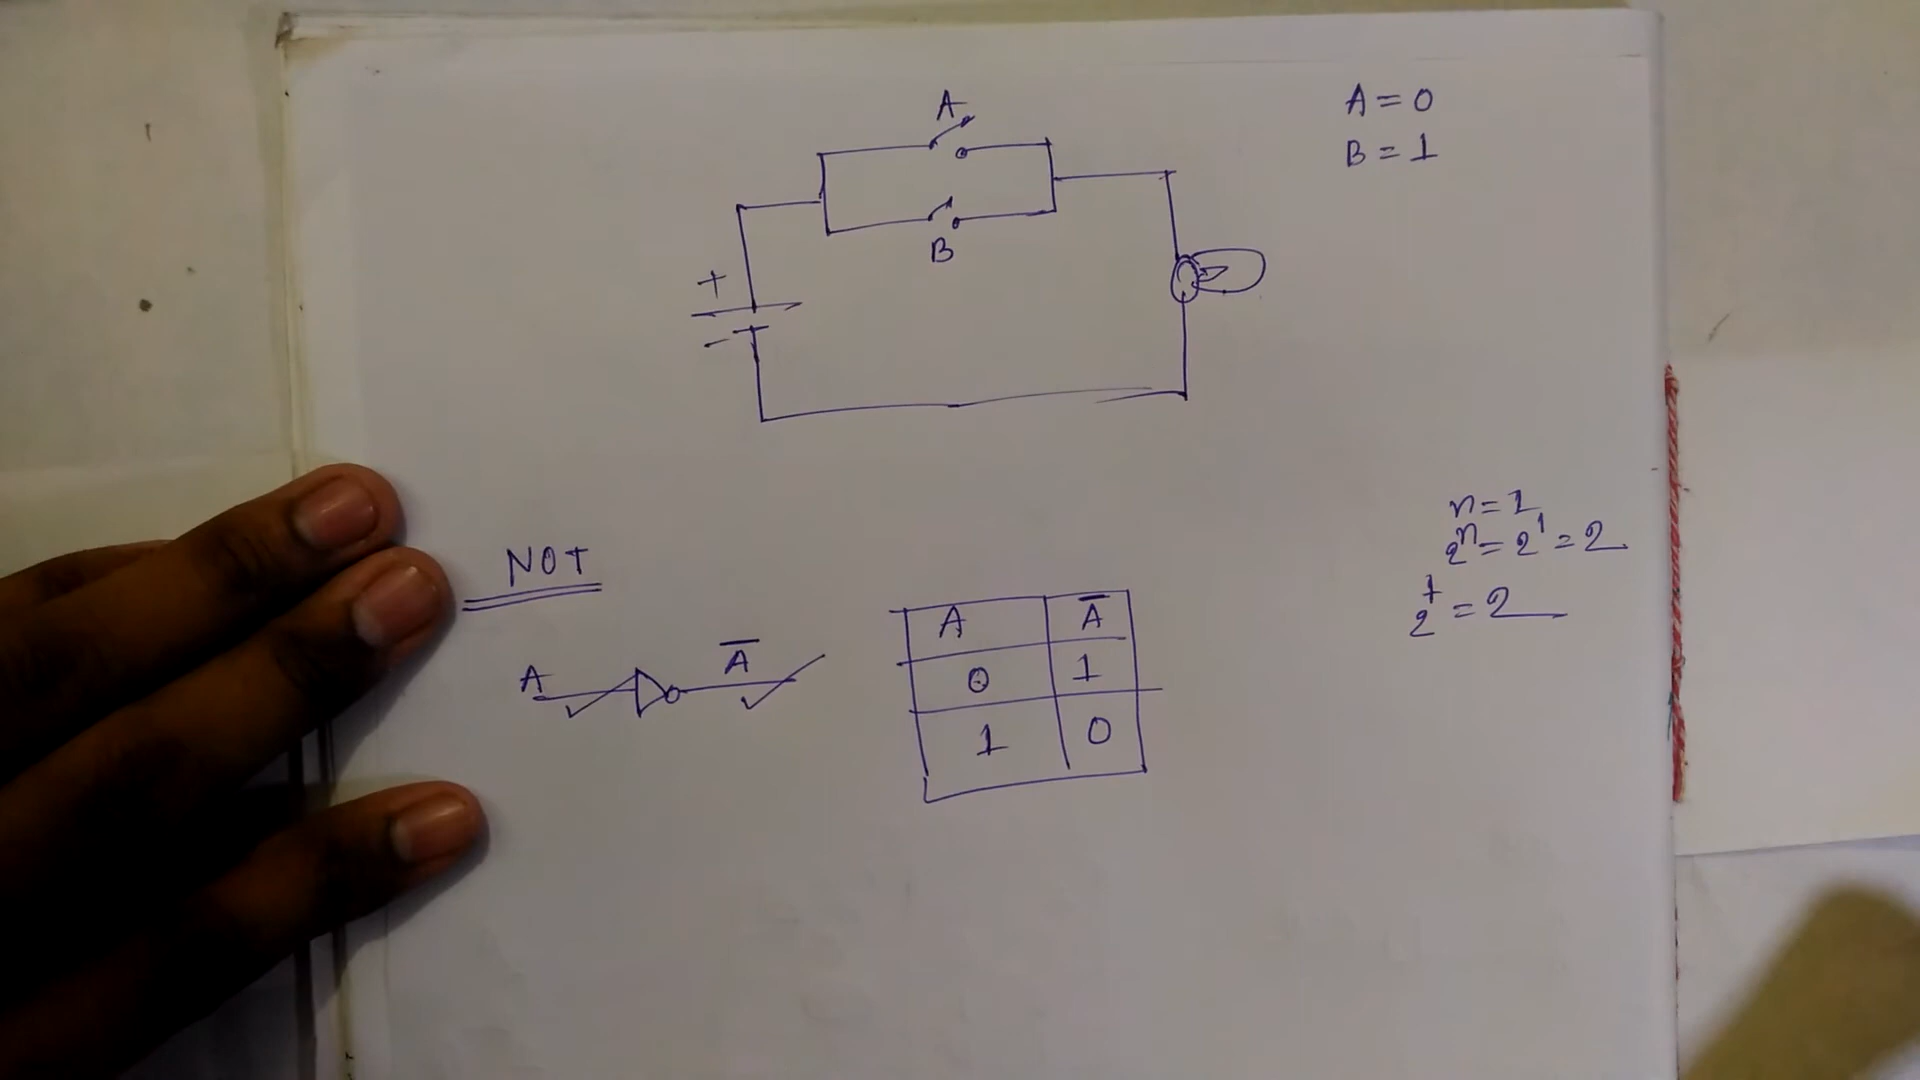 A
A = 0
B = 1
B
+
-
n = 1
2ⁿ = 2¹ = 2
2¹ = 2
NOT
A A̅
A A̅
0 1
1 0